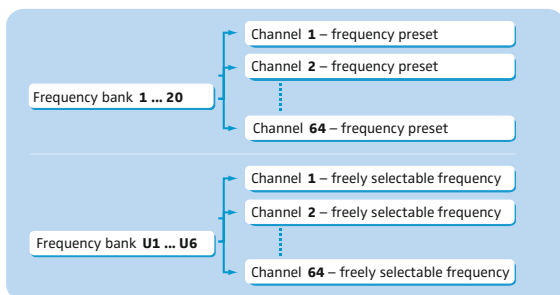 Channel 1 – frequency preset
Channel 2 – frequency preset
Frequency bank 1 ... 20
Channel 64 – frequency preset
Channel 1 – freely selectable frequency
Channel 2 – freely selectable frequency
Frequency bank U1 ... U6
Channel 64 – freely selectable frequency